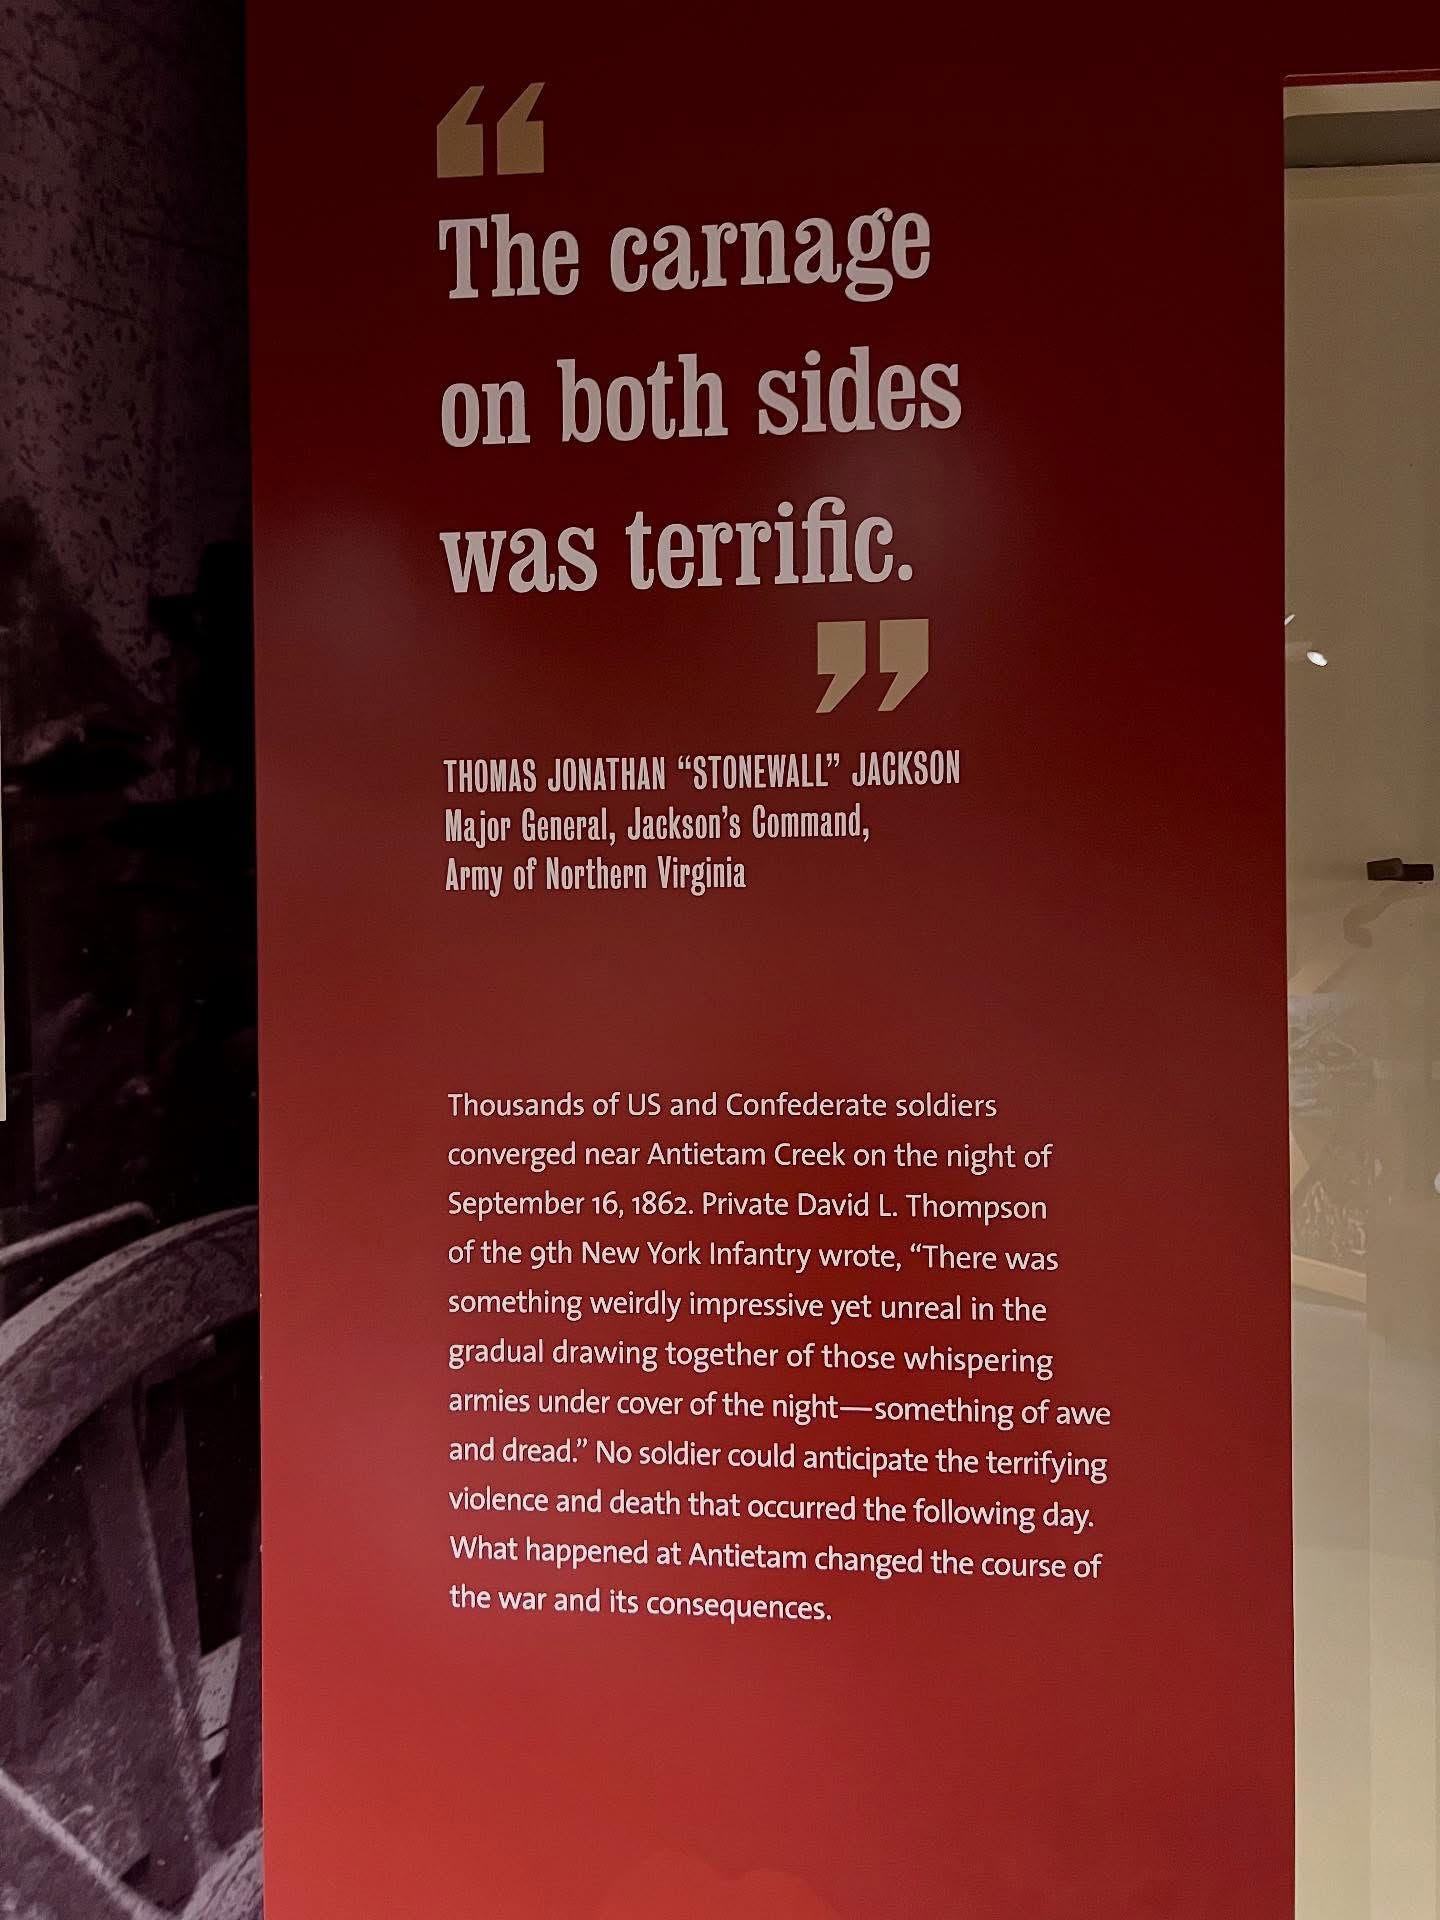 “
The carnage
on both sides
was terrific.
”
THOMAS JONATHAN “STONEWALL” JACKSON
Major General, Jackson’s Command,
Army of Northern Virginia
Thousands of US and Confederate soldiers
converged near Antietam Creek on the night of
September 16, 1862. Private David L. Thompson
of the 9th New York Infantry wrote, “There was
something weirdly impressive yet unreal in the
gradual drawing together of those whispering
armies under cover of the night—something of awe
and dread.” No soldier could anticipate the terrifying
violence and death that occurred the following day.
What happened at Antietam changed the course of
the war and its consequences.